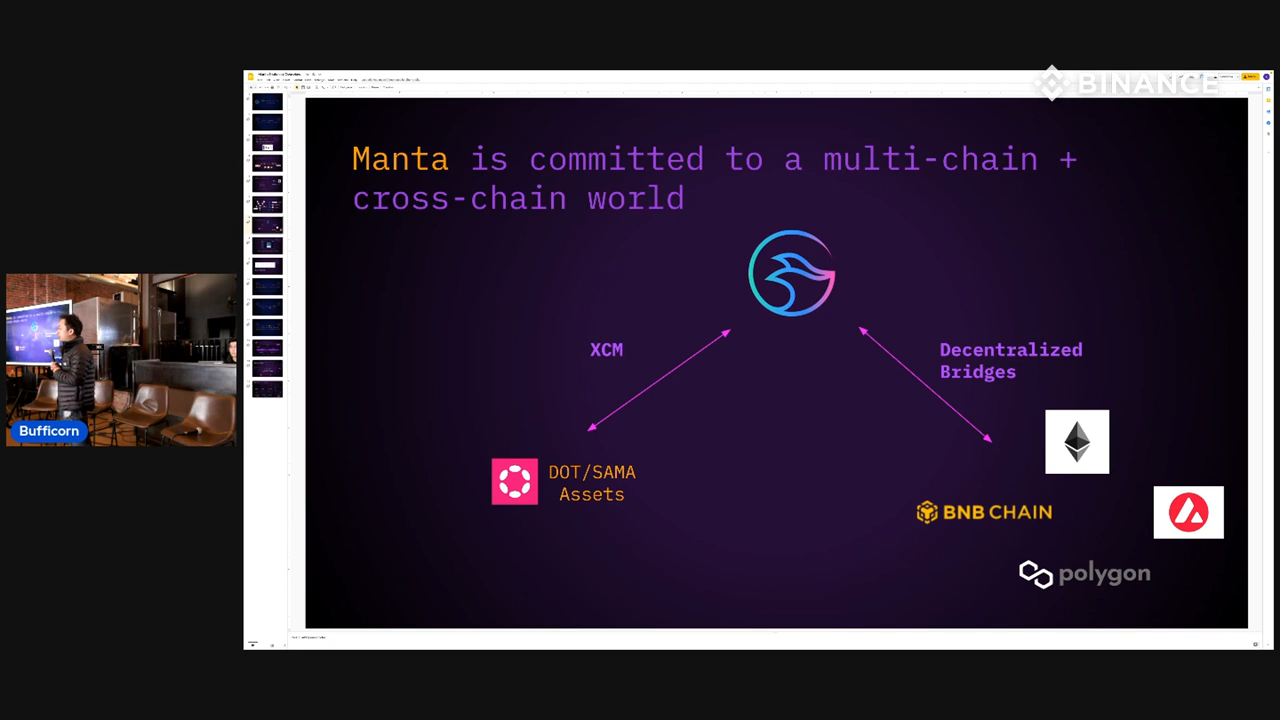 BINANCE
Manta is committed to a multi-chain +
cross-chain world
XCM
Decentralized
Bridges
DOT/SAMA
Assets
BNB CHAIN
polygon
Bufficorn